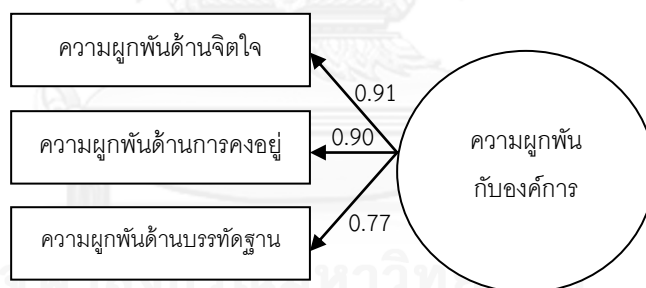 ความผูกพันด้านจิตใจ
0.91
ความผูกพันด้านการคงอยู่
0.90
ความผูกพัน
กับองค์การ
ความผูกพันด้านบรรทัดฐาน
0.77